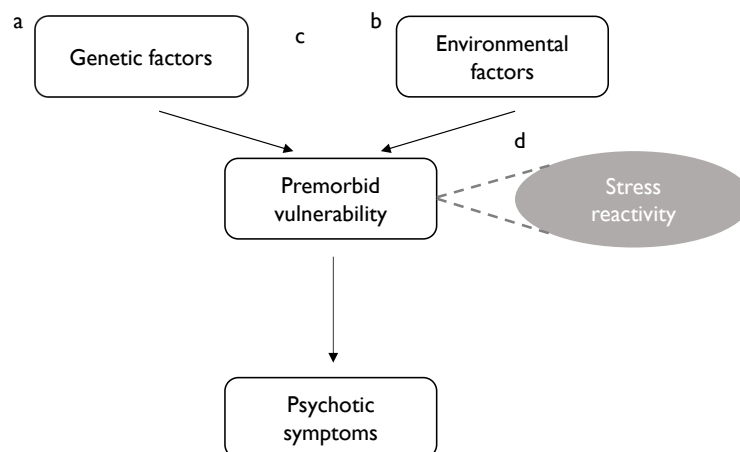 a
Genetic factors
c
b
Environmental
factors
d
Premorbid
vulnerability
Stress
reactivity
Psychotic
symptoms